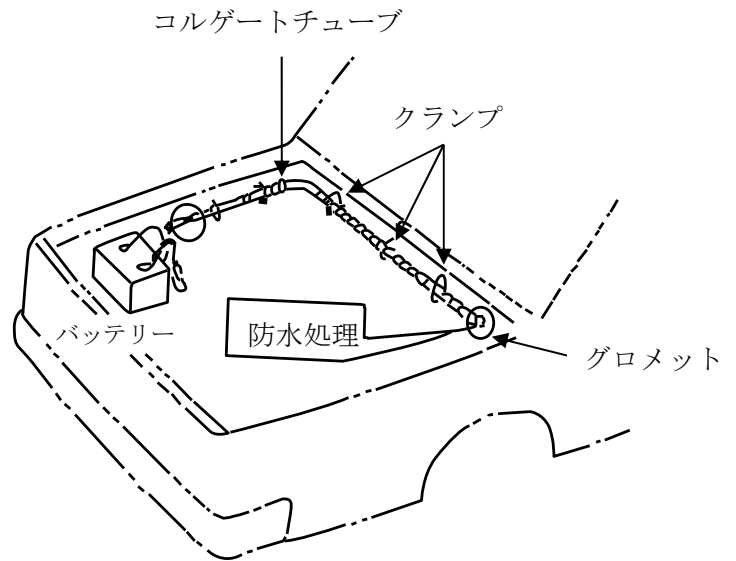 コルゲートチューブ
クランプ
バッテリー
防水処理
グロメット